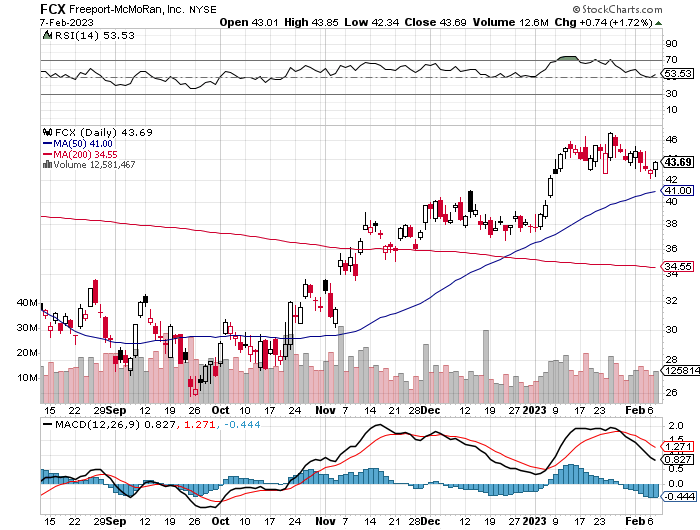 FCX Freeport-McMoRan, Inc. NYSE © StockCharts.com
7-Feb-2023 Open 43.01 High 43.85 Low 42.34 Close 43.69 Volume 12.6M Chg +0.74 (+1.72%)
RSI(14) 53.53
90
70
53.53
30
10
FCX (Daily) 43.69
MA(50) 41.00
MA(200) 34.55
Volume 12,581,467
46
44
43.69
42
41.00
40
38
36
34.55
32
30
28
26
40M
30M
20M
10M
125814
15 22 29 Sep 12 19 26 Oct 10 17 24 Nov 7 14 21 28 Dec 12 19 27 2023 9 17 23 Feb 6
MACD(12,26,9) 0.827, 1.271, -0.444
2.0
1.5
1.271
0.827
0.5
0.0
-0.444
15 22 29 Sep 12 19 26 Oct 10 17 24 Nov 7 14 21 28 Dec 12 19 27 2023 9 17 23 Feb 6